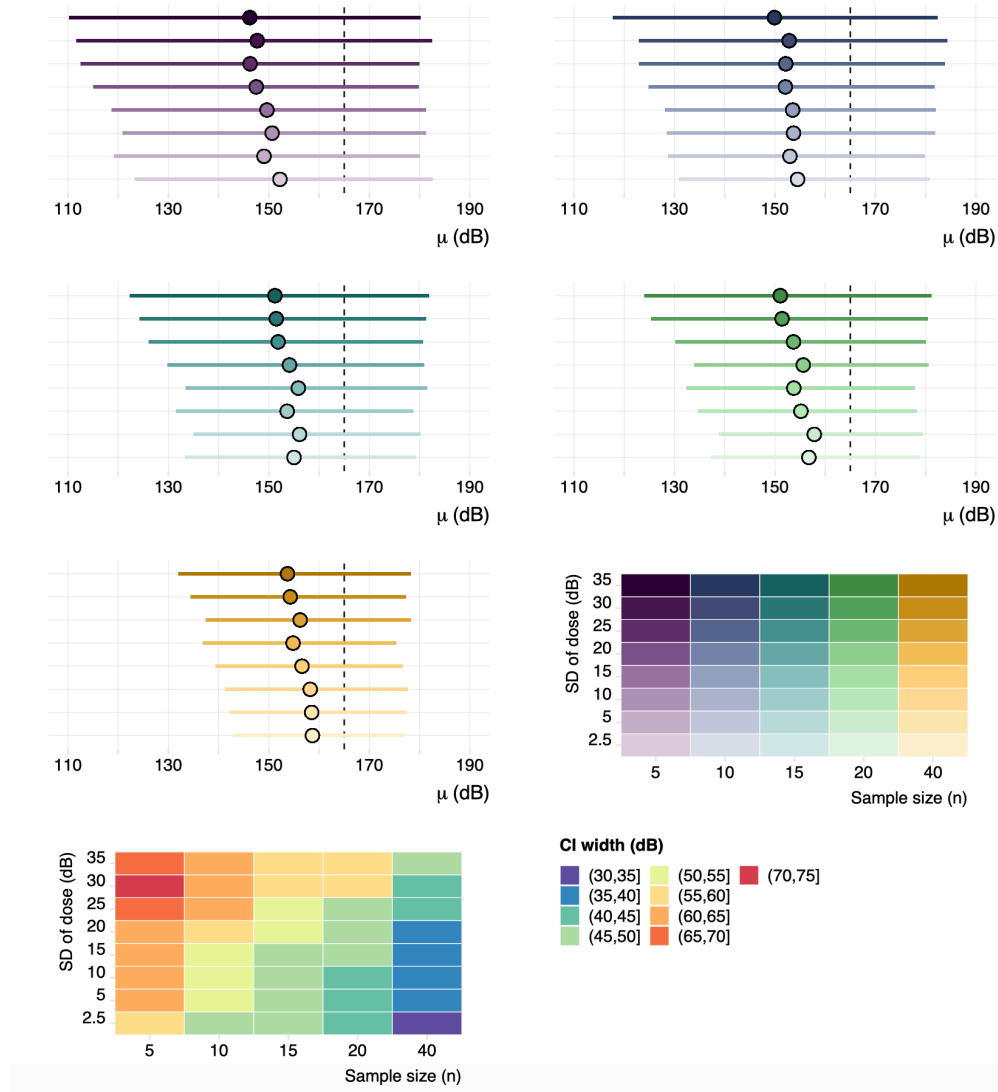 110 130 150 170 190
μ (dB)
110 130 150 170 190
μ (dB)
110 130 150 170 190
μ (dB)
110 130 150 170 190
μ (dB)
110 130 150 170 190
μ (dB)
SD of dose (dB)
35
30
25
20
15
10
5
2.5
5 10 15 20 40
Sample size (n)
SD of dose (dB)
35
30
25
20
15
10
5
2.5
5 10 15 20 40
Sample size (n)
CI width (dB)
(30,35] (50,55] (70,75]
(35,40] (55,60]
(40,45] (60,65]
(45,50] (65,70]